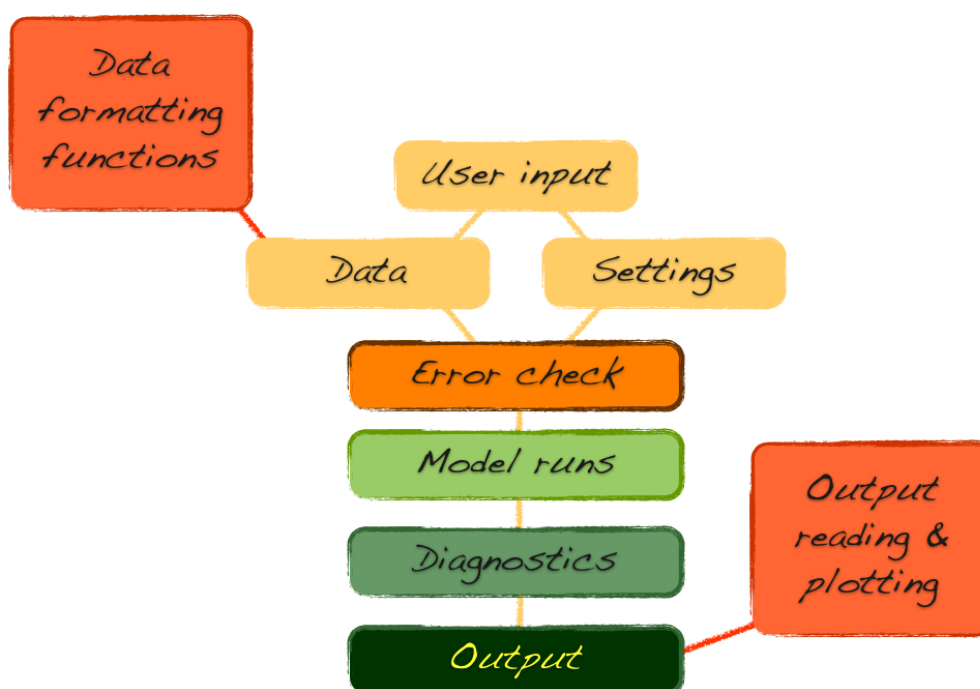 Data
formatting
functions
User input
Data
Settings
Error check
Model runs
Diagnostics
Output
reading &
plotting
Output